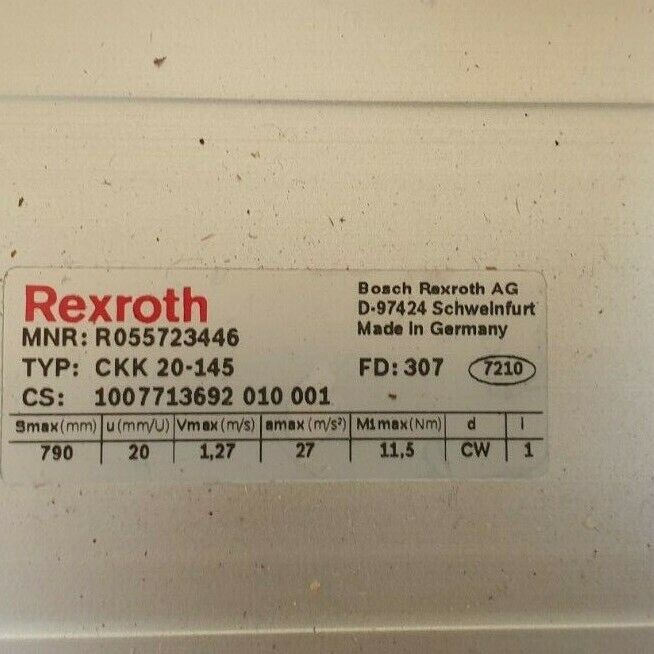 Rexroth
Bosch Rexroth AG
D-97424 Schweinfurt
Made in Germany
MNR: R055723446
TYP: CKK 20-145
FD: 307
7210
CS: 1007713692 010 001
Smax(mm) u(mm/U) Vmax(m/s) amax(m/s²) M1max(Nm) d i
790 20 1,27 27 11,5 CW 1